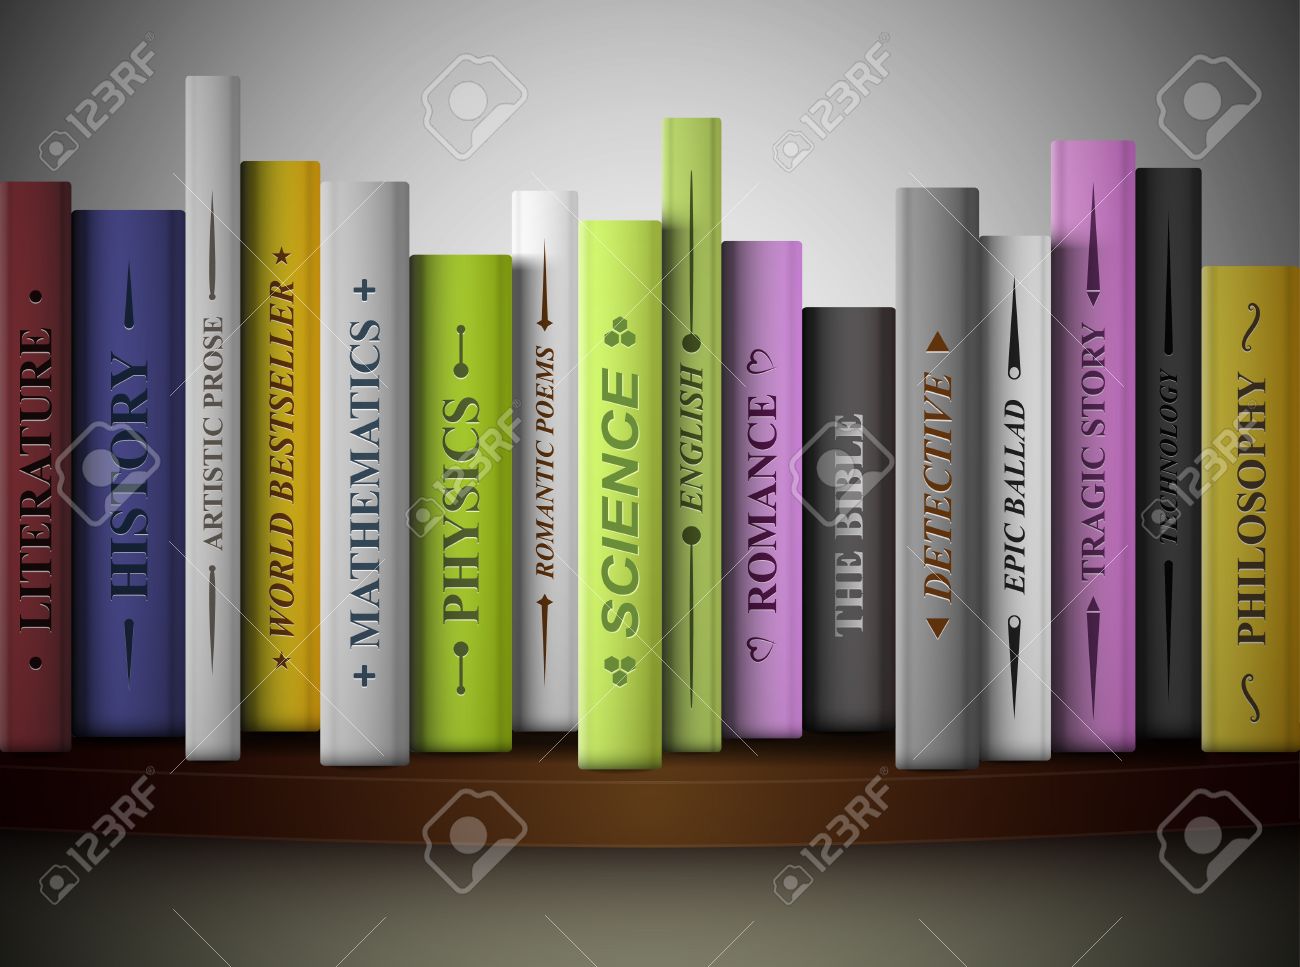 LITERATURE
HISTORY
ARTISTIC PROSE
WORLD BESTSELLER
MATHEMATICS
PHYSICS
ROMANTIC POEMS
SCIENCE
ENGLISH
ROMANCE
THE BIBLE
DETECTIVE
EPIC BALLAD
TRAGIC STORY
TECHNOLOGY
PHILOSOPHY
123RF
123RF
123RF
123RF
123RF
123RF
123RF